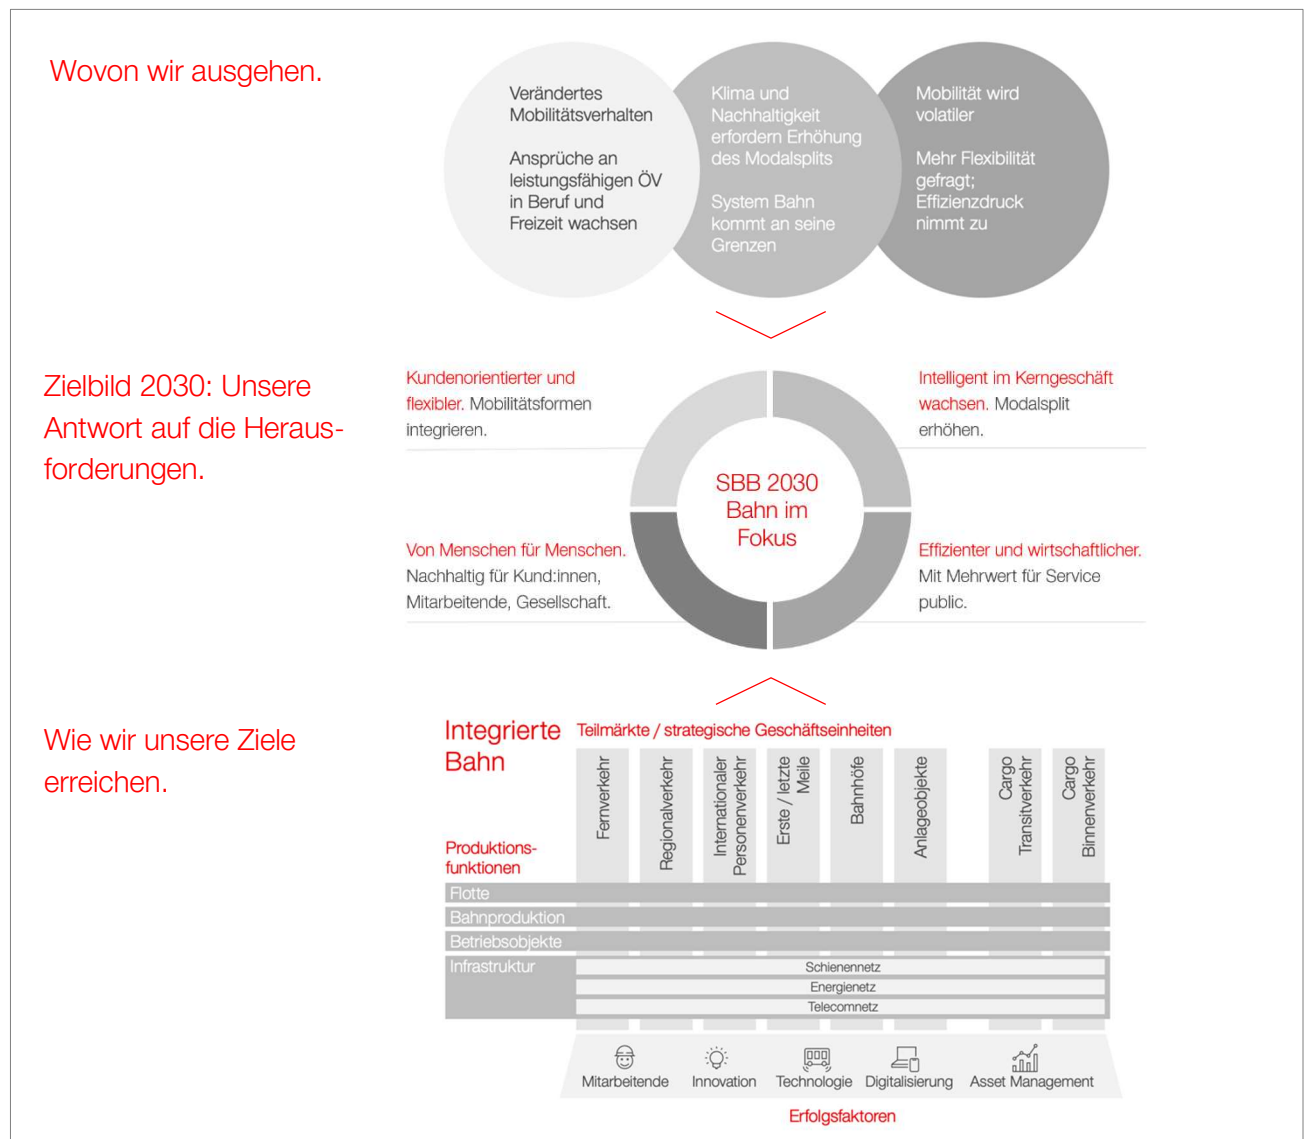 Wovon wir ausgehen.
Verändertes
Mobilitätsverhalten
Ansprüche an
leistungsfähigen ÖV
in Beruf und
Freizeit wachsen
Klima und
Nachhaltigkeit
erfordern Erhöhung
des Modalsplits
System Bahn
kommt an seine
Grenzen
Mobilität wird
volatiler
Mehr Flexibilität
gefragt;
Effizienzdruck
nimmt zu
Zielbild 2030: Unsere
Antwort auf die Heraus-
forderungen.
Kundenorientierter und
flexibler. Mobilitätsformen
integrieren.
Intelligent im Kerngeschäft
wachsen. Modalsplit
erhöhen.
SBB 2030
Bahn im
Fokus
Von Menschen für Menschen.
Nachhaltig für Kund:innen,
Mitarbeitende, Gesellschaft.
Effizienter und wirtschaftlicher.
Mit Mehrwert für Service
public.
Wie wir unsere Ziele
erreichen.
Integrierte
Bahn
Teilmärkte / strategische Geschäftseinheiten
Fernverkehr
Regionalverkehr
Internationaler
Personenverkehr
Erste / letzte
Meile
Bahnhöfe
Anlageobjekte
Cargo
Transitverkehr
Cargo
Binnenverkehr
Produktions-
funktionen
Flotte
Bahnproduktion
Betriebsobjekte
Infrastruktur
Schienennetz
Energienetz
Telecomnetz
Mitarbeitende
Innovation
Technologie
Digitalisierung
Asset Management
Erfolgsfaktoren